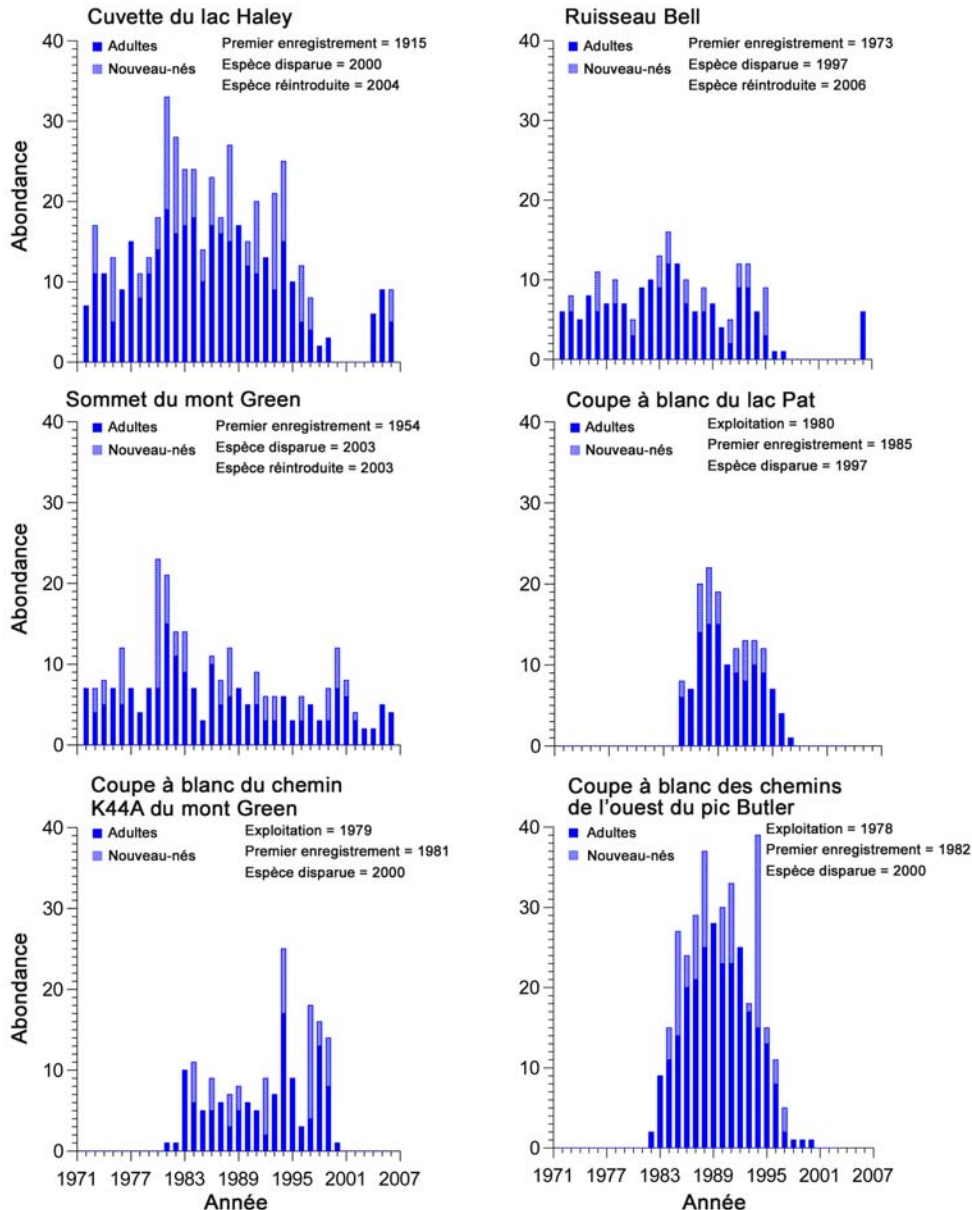 Cuvette du lac Haley
Adultes
Nouveau-nés
Premier enregistrement = 1915
Espèce disparue = 2000
Espèce réintroduite = 2004
40
30
20
10
0
Abondance
Ruisseau Bell
Adultes
Nouveau-nés
Premier enregistrement = 1973
Espèce disparue = 1997
Espèce réintroduite = 2006
40
30
20
10
0
Sommet du mont Green
Adultes
Nouveau-nés
Premier enregistrement = 1954
Espèce disparue = 2003
Espèce réintroduite = 2003
40
30
20
10
0
Abondance
Coupe à blanc du lac Pat
Adultes
Nouveau-nés
Exploitation = 1980
Premier enregistrement = 1985
Espèce disparue = 1997
40
30
20
10
0
Coupe à blanc du chemin
K44A du mont Green
Adultes
Nouveau-nés
Exploitation = 1979
Premier enregistrement = 1981
Espèce disparue = 2000
40
30
20
10
0
Abondance
1971 1977 1983 1989 1995 2001 2007
Année
Coupe à blanc des chemins
de l'ouest du pic Butler
Adultes
Nouveau-nés
Exploitation = 1978
Premier enregistrement = 1982
Espèce disparue = 2000
40
30
20
10
0
1971 1977 1983 1989 1995 2001 2007
Année